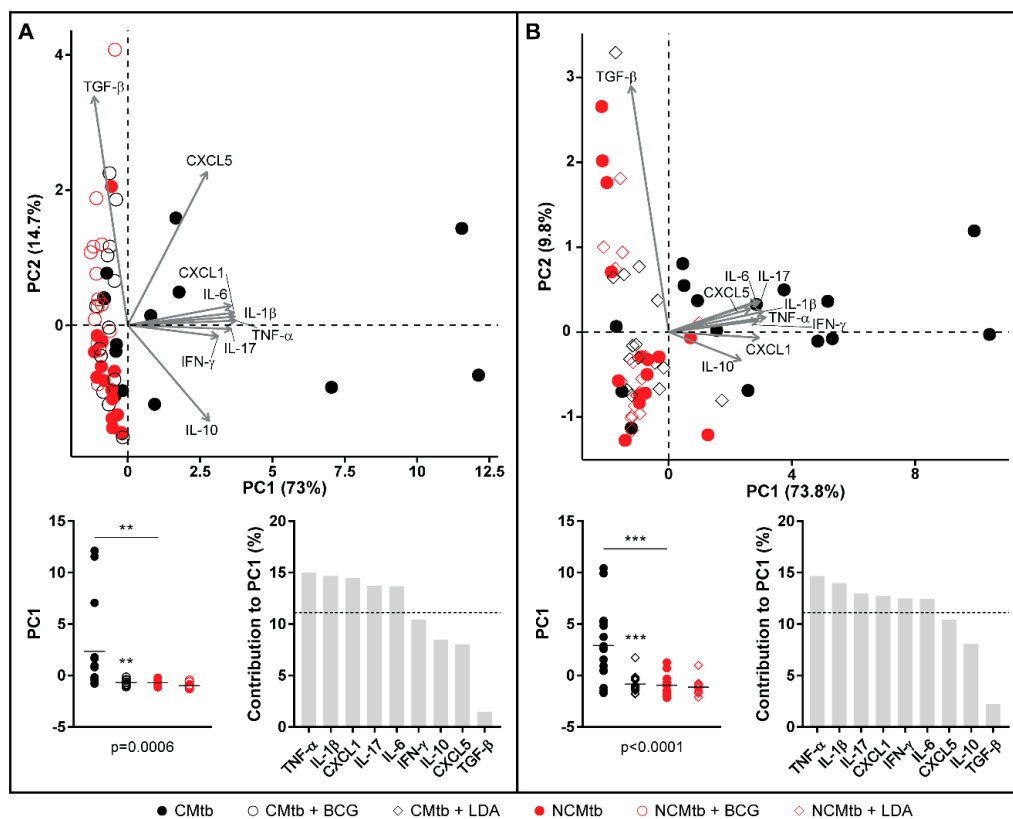 A
4
2
0
PC2 (14.7%)
TGF-β
CXCL5
CXCL1
IL-6
IL-1β
TNF-α
IL-17
IFN-γ
IL-10
0 2.5 5.0 7.5 10.0 12.5
PC1 (73%)
15
10
5
0
-5
PC1
**
**
p=0.0006
20
15
10
5
0
Contribution to PC1 (%)
TNF-α IL-1β CXCL1 IL-17 IL-6 IFN-γ IL-10 CXCL5 TGF-β
B
3
2
1
0
-1
PC2 (9.8%)
TGF-β
IL-6 IL-17
CXCL5
IL-1β
TNF-α
IFN-γ
CXCL1
IL-10
0 4 8
PC1 (73.8%)
15
10
5
0
-5
PC1
***
***
p<0.0001
20
15
10
5
0
Contribution to PC1 (%)
TNF-α IL-1β IL-17 CXCL1 IFN-γ IL-6 CXCL5 IL-10 TGF-β
CMtb CMtb + BCG CMtb + LDA NCMtb NCMtb + BCG NCMtb + LDA